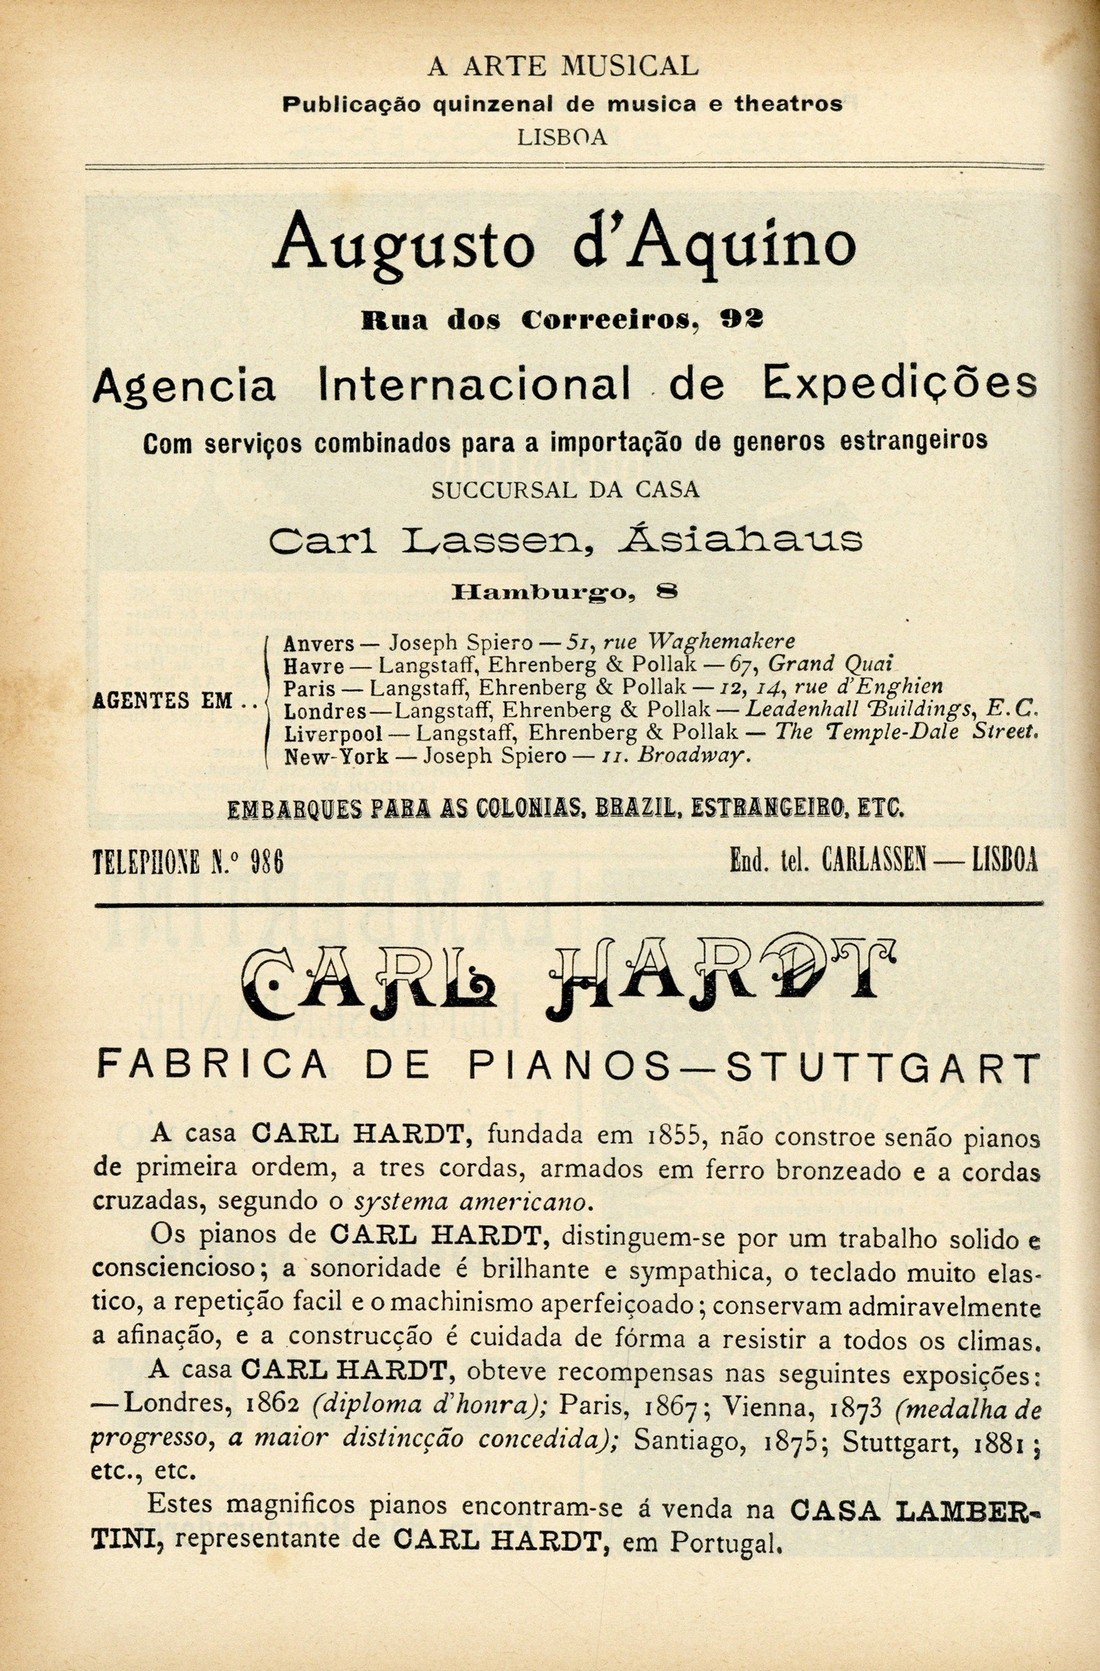 A ARTE MUSICAL
Publicação quinzenal de musica e theatros
LISBOA
Augusto d'Aquino
Rua dos Correeiros, 92
Agencia Internacional de Expedições
Com serviços combinados para a importação de generos estrangeiros
SUCCURSAL DA CASA
Carl Lassen, Ásiahaus
Hamburgo, 8
AGENTES EM ..
Anvers — Joseph Spiero — 51, rue Waghemakere
Havre — Langstaff, Ehrenberg & Pollak — 67, Grand Quai
Paris — Langstaff, Ehrenberg & Pollak — 12, 14, rue d'Enghien
Londres — Langstaff, Ehrenberg & Pollak — Leadenhall Buildings, E. C.
Liverpool — Langstaff, Ehrenberg & Pollak — The Temple-Dale Street.
New-York — Joseph Spiero — 11. Broadway.
EMBARQUES PARA AS COLONIAS, BRAZIL, ESTRANGEIRO, ETC.
TELEPHONE N.º 986 End. tel. CARLASSEN — LISBOA
CARL HARDT
FABRICA DE PIANOS — STUTTGART
A casa CARL HARDT, fundada em 1855, não constroe senão pianos
de primeira ordem, a tres cordas, armados em ferro bronzeado e a cordas
cruzadas, segundo o systema americano.
Os pianos de CARL HARDT, distinguem-se por um trabalho solido e
consciencioso; a sonoridade é brilhante e sympathica, o teclado muito elas-
tico, a repetição facil e o machinismo aperfeiçoado; conservam admiravelmente
a afinação, e a construcção é cuidada de fórma a resistir a todos os climas.
A casa CARL HARDT, obteve recompensas nas seguintes exposições:
— Londres, 1862 (diploma d'honra); Paris, 1867; Vienna, 1873 (medalha de
progresso, a maior distincção concedida); Santiago, 1875; Stuttgart, 1881;
etc., etc.
Estes magnificos pianos encontram-se á venda na CASA LAMBER-
TINI, representante de CARL HARDT, em Portugal.